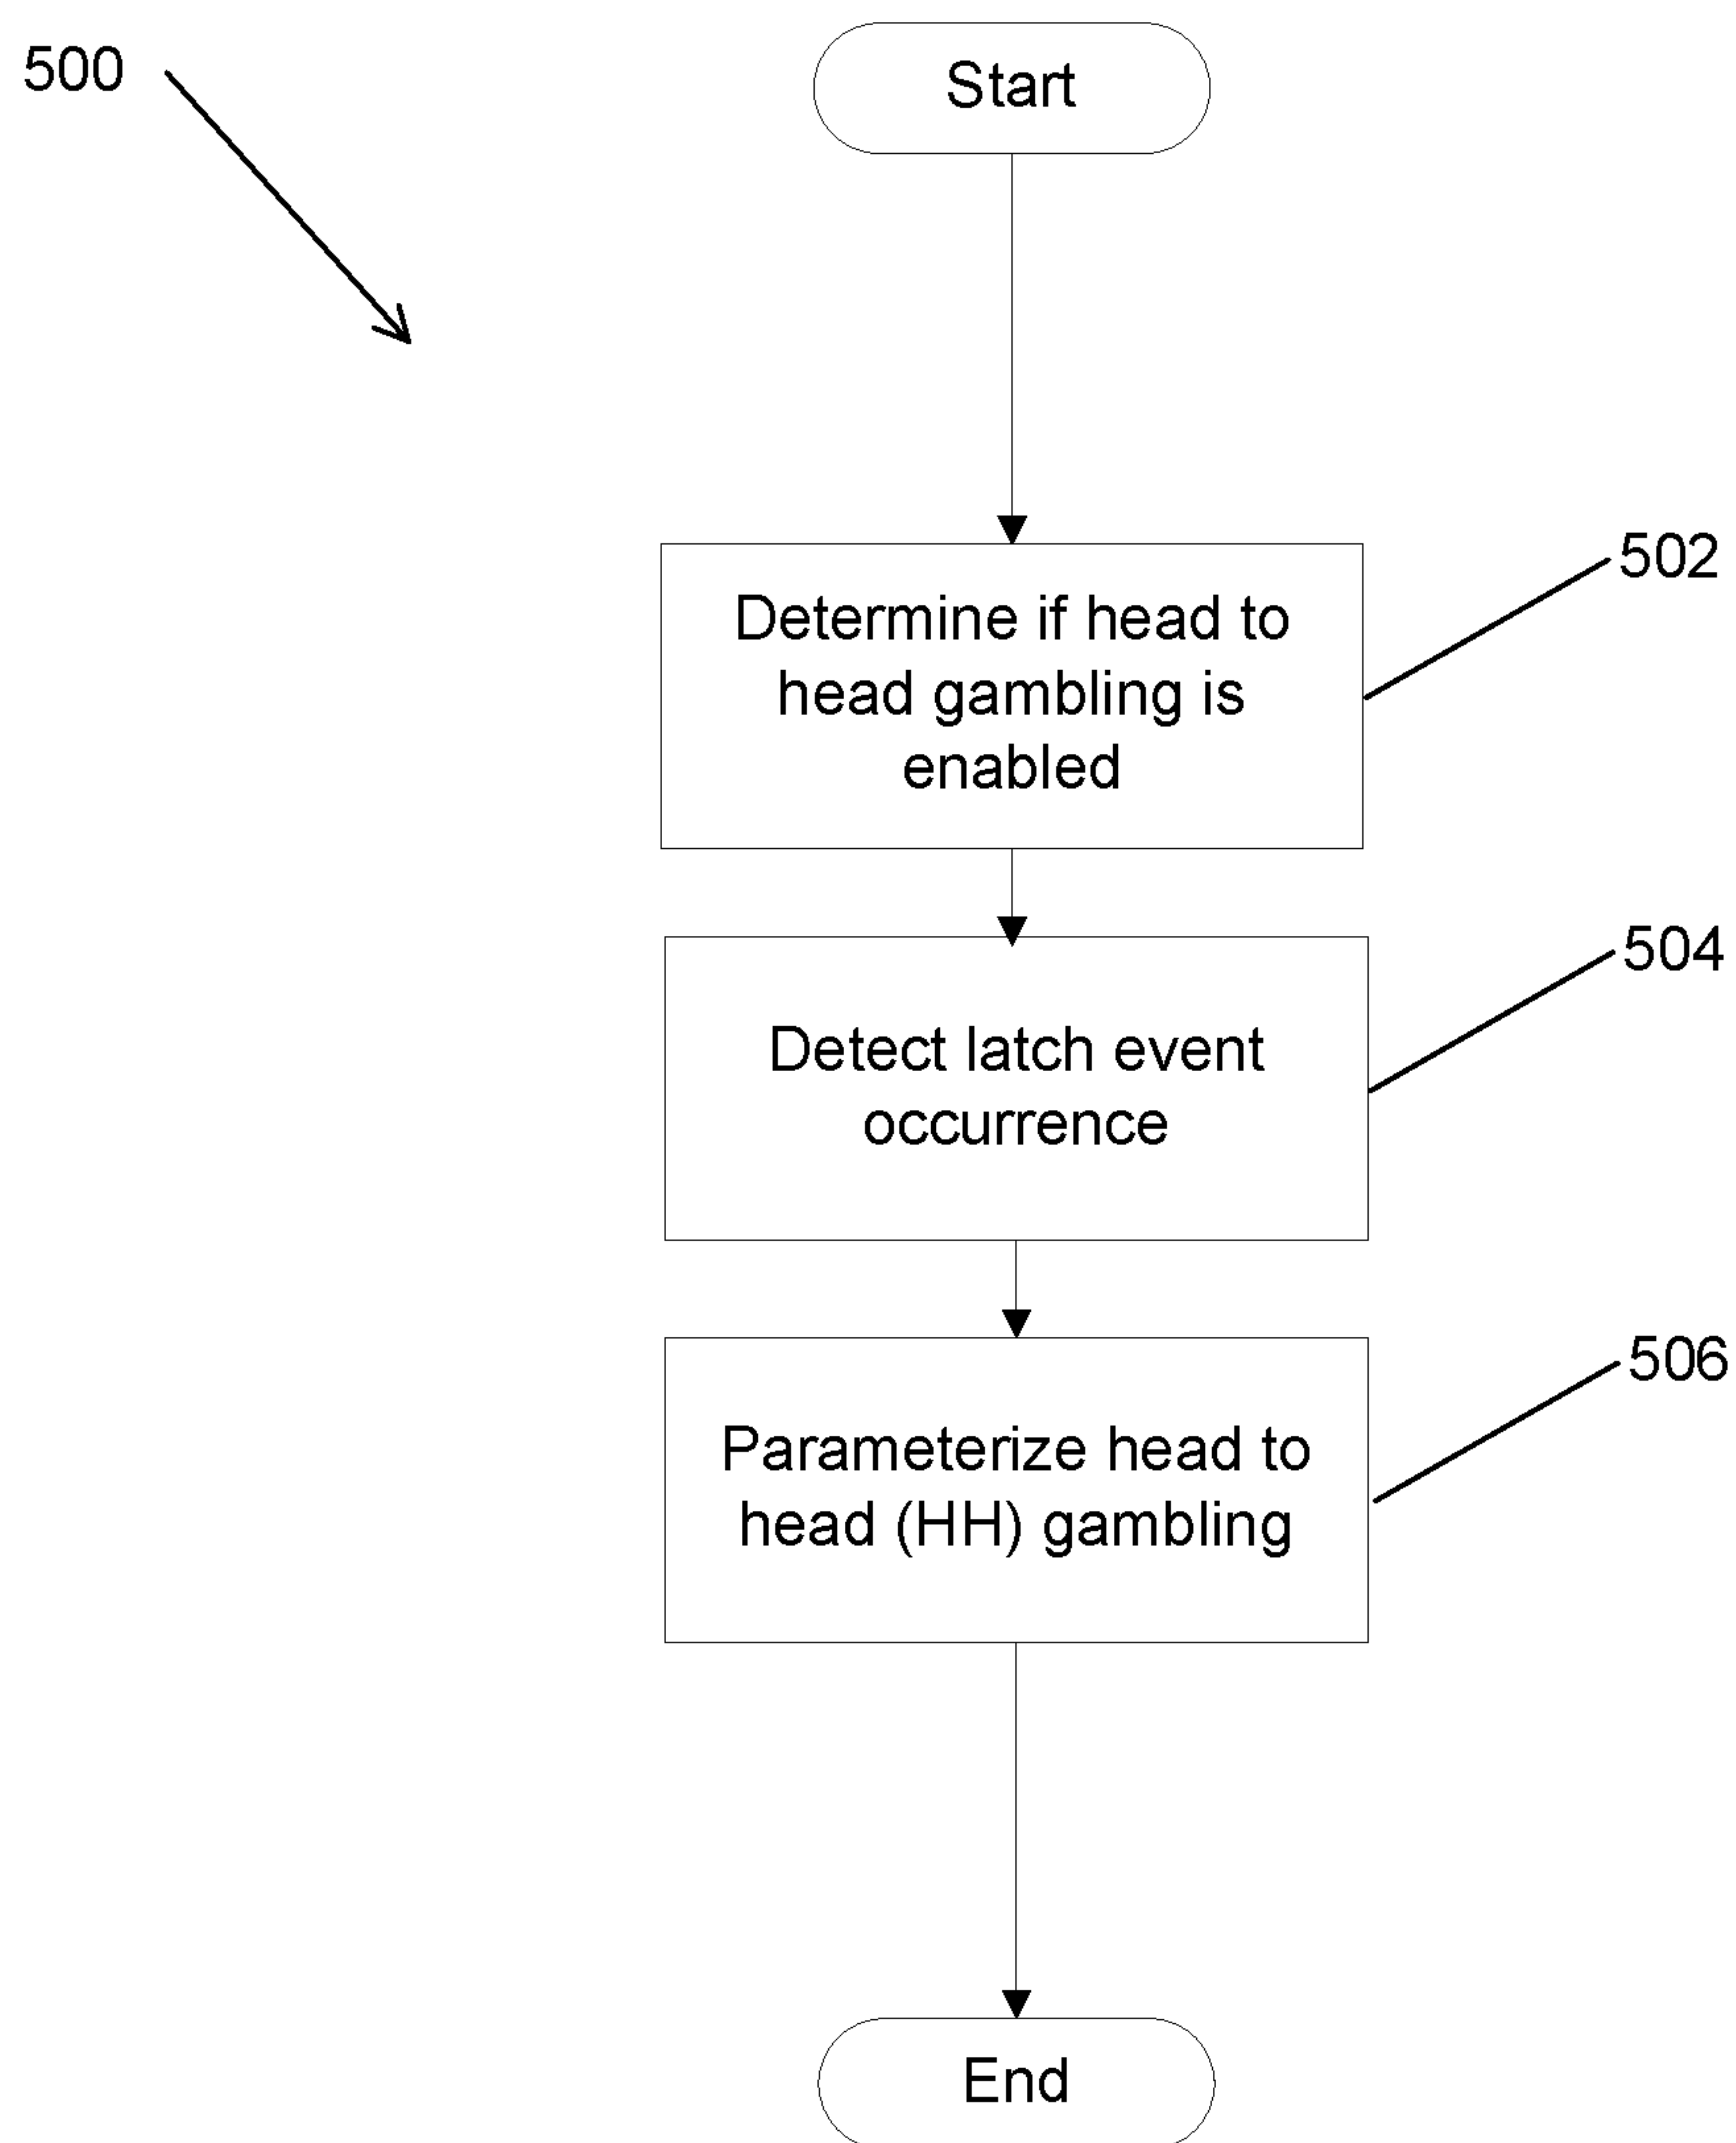 500
Start
Determine if head to
head gambling is
enabled
502
Detect latch event
occurrence
504
Parameterize head to
head (HH) gambling
506
End